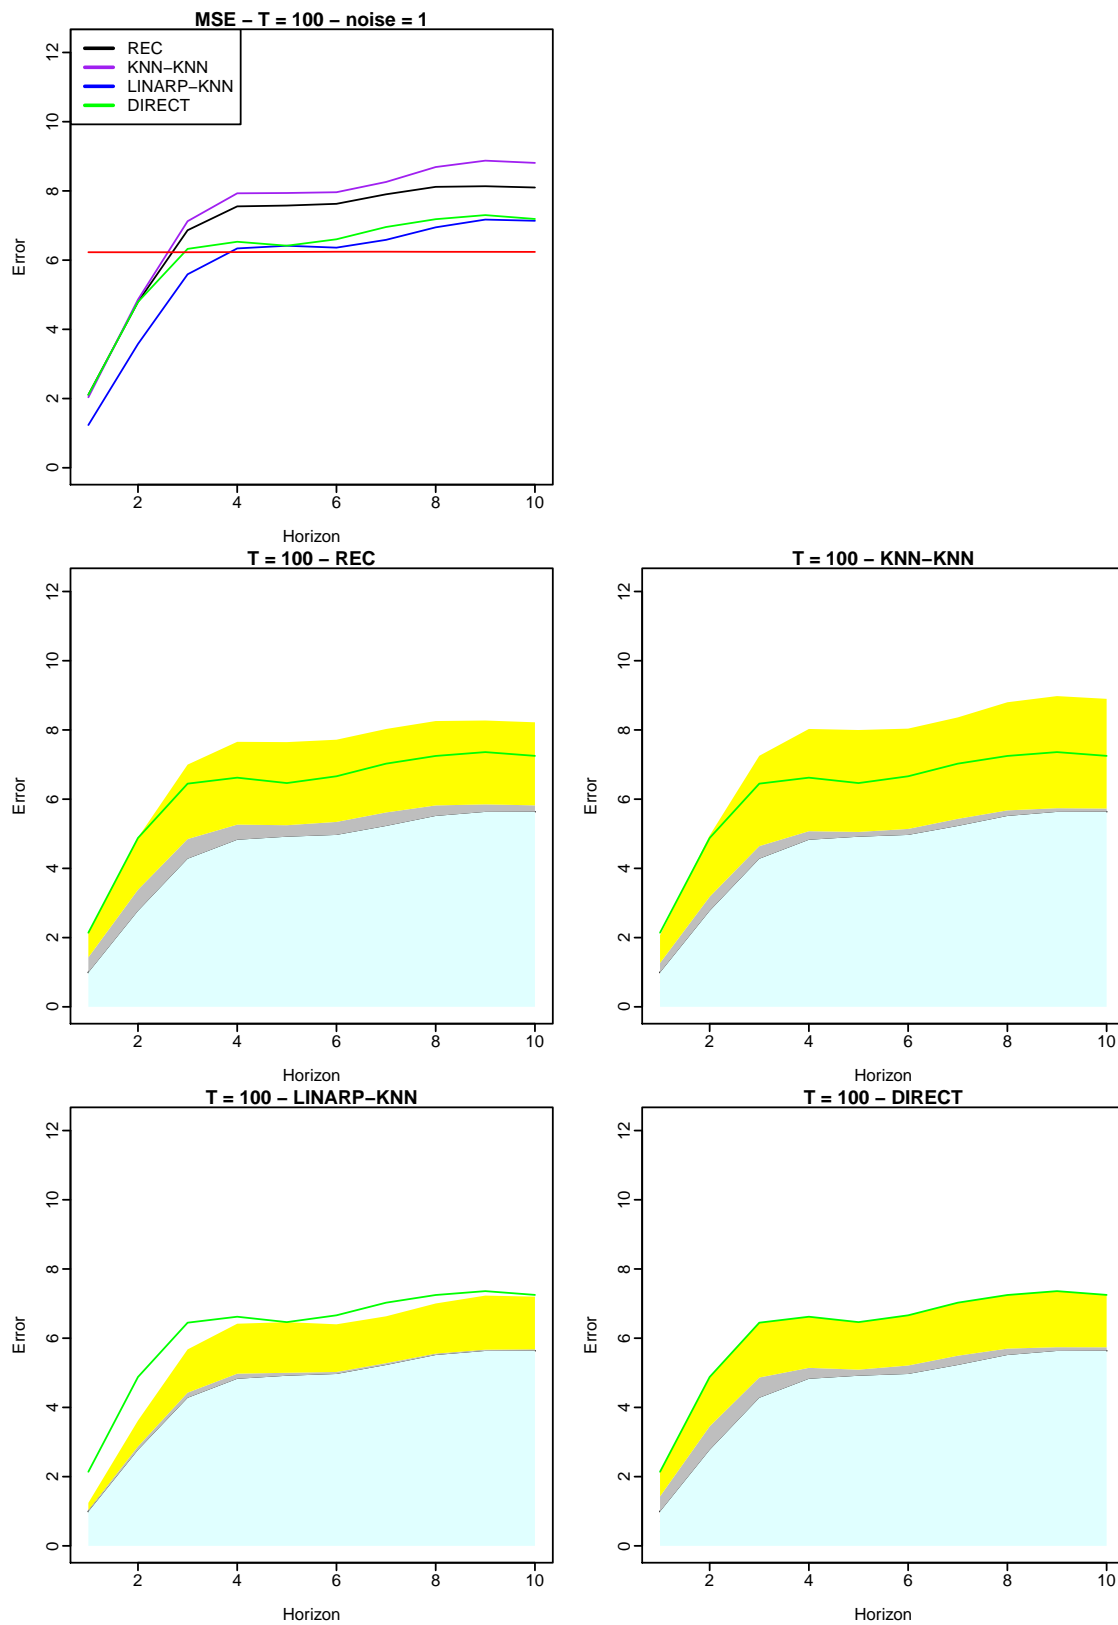 MSE − T = 100 − noise = 1
REC
KNN−KNN
LINARP−KNN
DIRECT
12
10
8
6
4
2
0
Error
2 4 6 8 10
Horizon
T = 100 − REC
12
10
8
6
4
2
0
Error
2 4 6 8 10
Horizon
T = 100 − KNN−KNN
12
10
8
6
4
2
0
Error
2 4 6 8 10
Horizon
T = 100 − LINARP−KNN
12
10
8
6
4
2
0
Error
2 4 6 8 10
Horizon
T = 100 − DIRECT
12
10
8
6
4
2
0
Error
2 4 6 8 10
Horizon